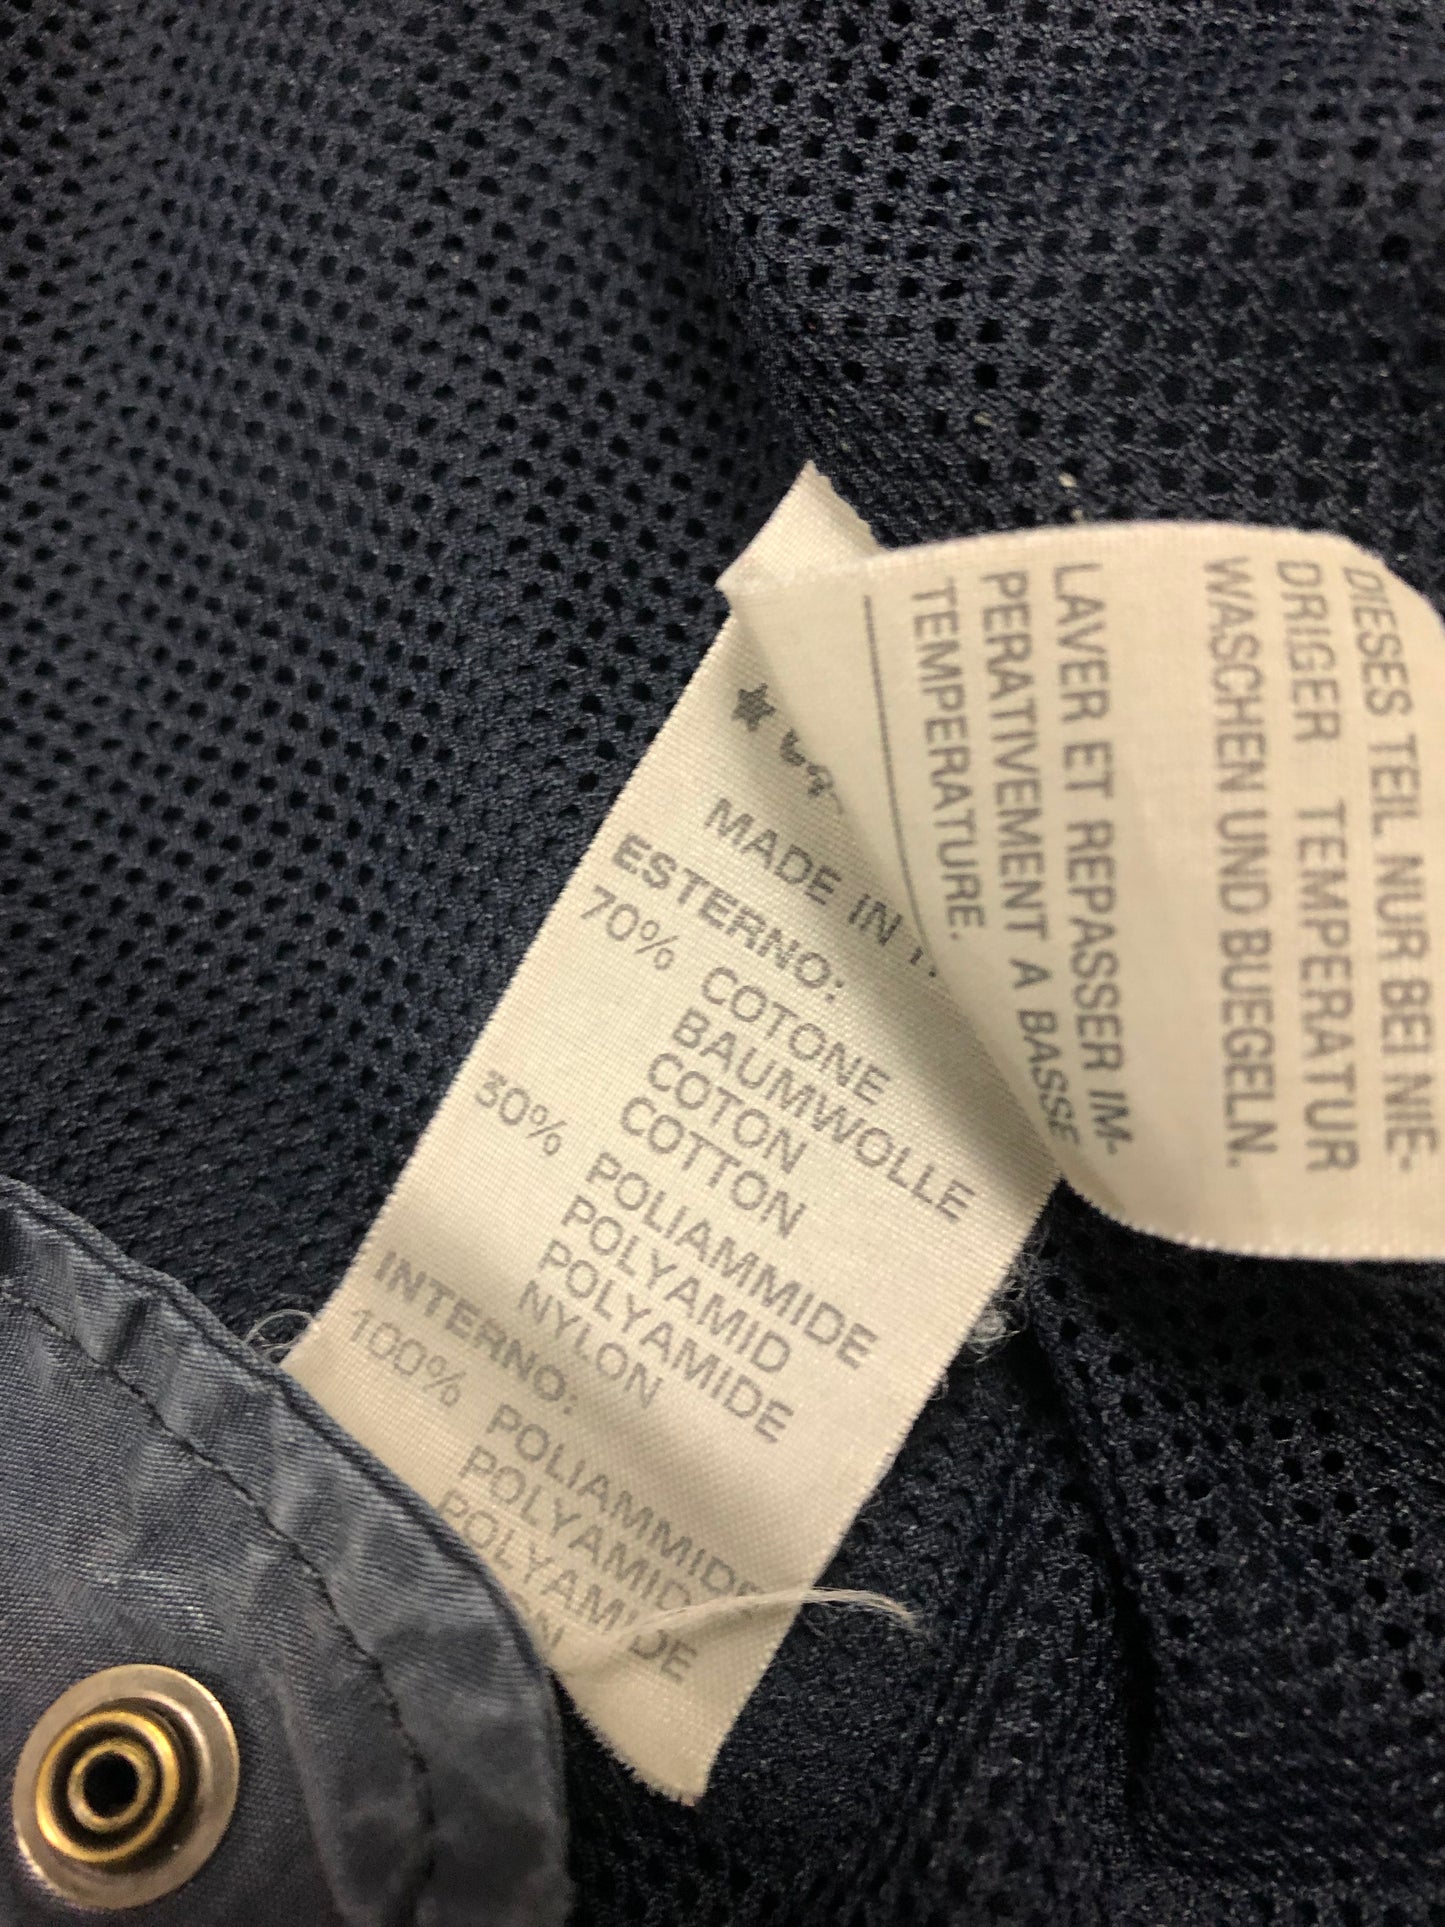 MADE IN
ESTERNO:
70% COTONE
BAUMWOLLE
COTON
COTTON
30% POLIAMMIDE
POLYAMID
POLYAMIDE
NYLON
INTERNO:
100% POLIAMMIDE
POLYAMID
POLYAMIDE
DIESES TEIL NUR BEI NIE-
DRIGER TEMPERATUR
WASCHEN UND BUEGELN.
LAVER ET REPASSER IM-
PERATIVEMENT A BASSE
TEMPERATURE.